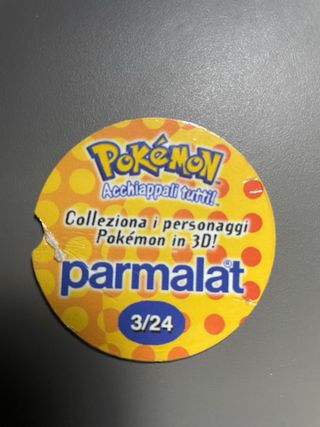 POKéMON
Acchiappali tutti!
Colleziona i personaggi
Pokémon in 3D!
parmalat
3/24